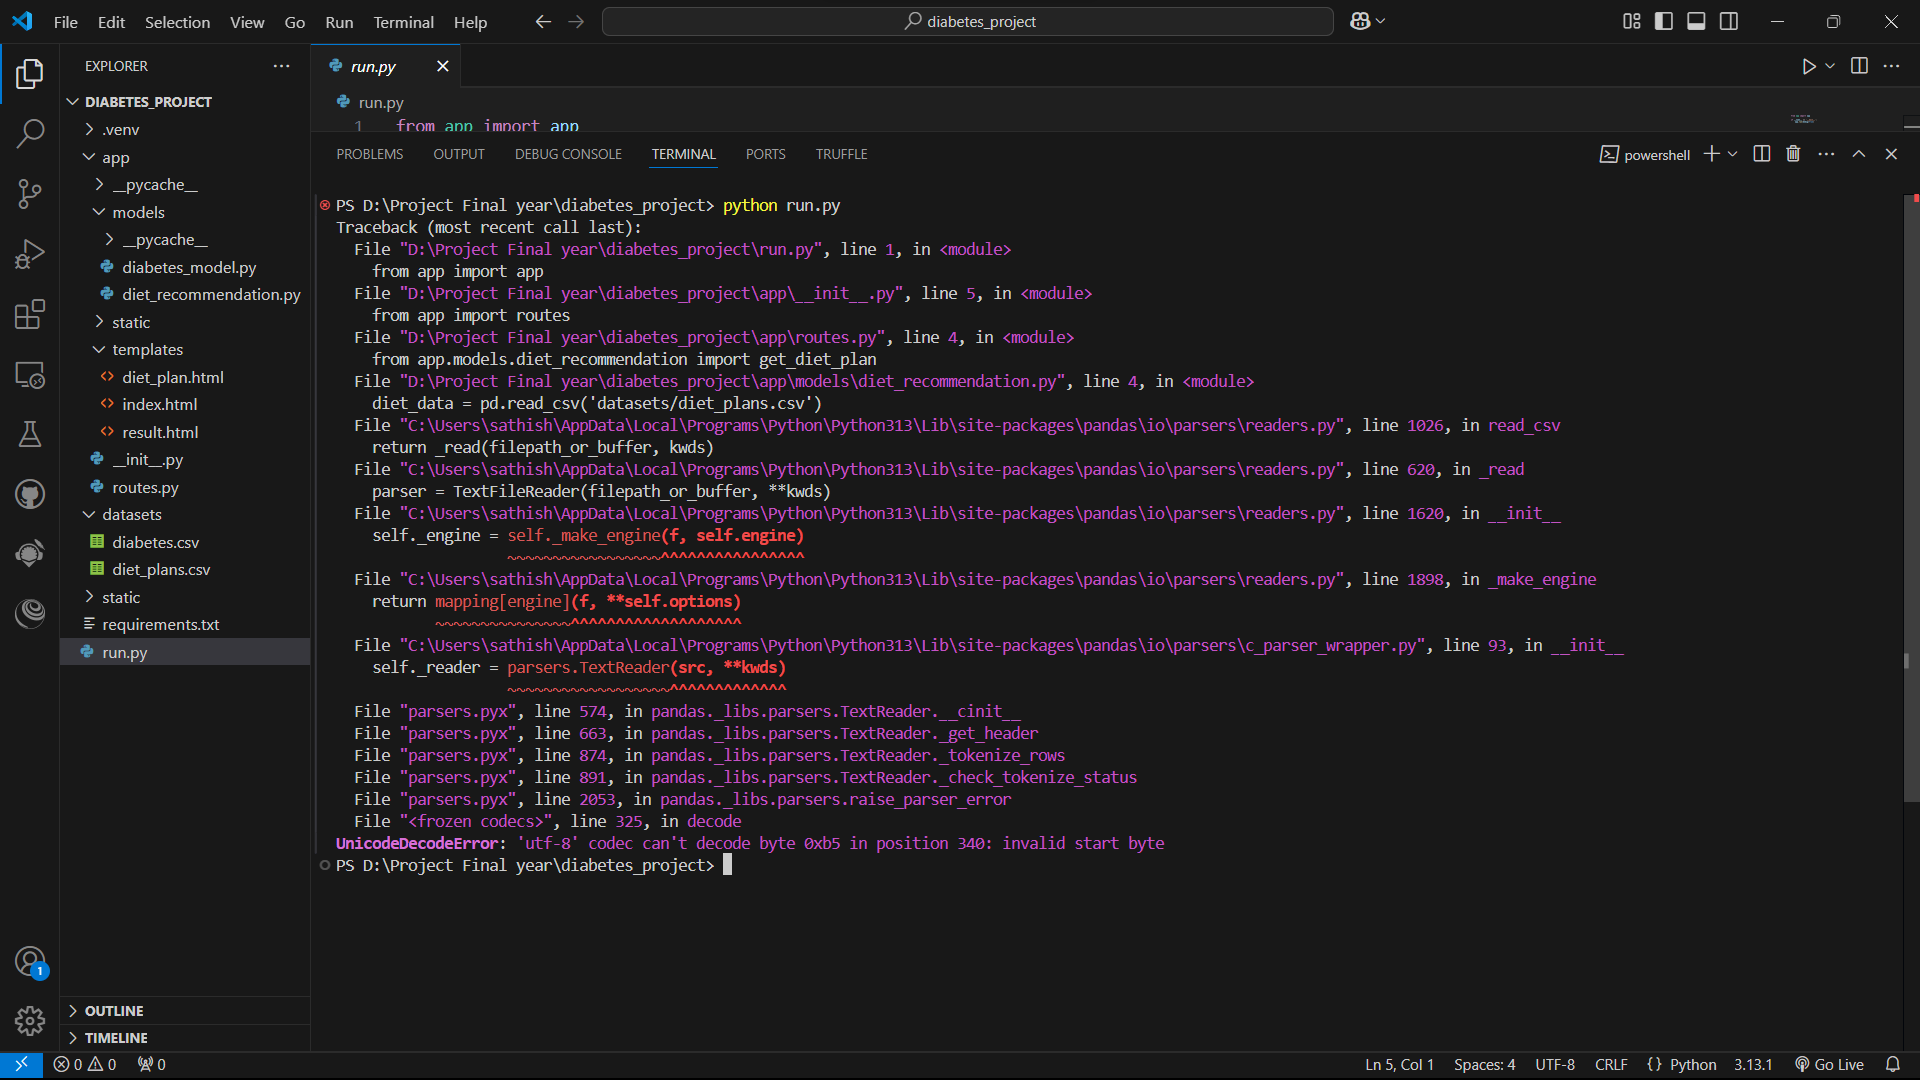 File Edit Selection View Go Run Terminal Help
diabetes_project
EXPLORER
DIABETES_PROJECT
.venv
app
__pycache__
models
__pycache__
diabetes_model.py
diet_recommendation.py
static
templates
diet_plan.html
index.html
result.html
__init__.py
routes.py
datasets
diabetes.csv
diet_plans.csv
static
requirements.txt
run.py
OUTLINE
TIMELINE
run.py
run.py
1 from app import app
PROBLEMS OUTPUT DEBUG CONSOLE TERMINAL PORTS TRUFFLE
powershell
PS D:\Project Final year\diabetes_project> python run.py
Traceback (most recent call last):
File "D:\Project Final year\diabetes_project\run.py", line 1, in <module>
from app import app
File "D:\Project Final year\diabetes_project\app\__init__.py", line 5, in <module>
from app import routes
File "D:\Project Final year\diabetes_project\app\routes.py", line 4, in <module>
from app.models.diet_recommendation import get_diet_plan
File "D:\Project Final year\diabetes_project\app\models\diet_recommendation.py", line 4, in <module>
diet_data = pd.read_csv('datasets/diet_plans.csv')
File "C:\Users\sathish\AppData\Local\Programs\Python\Python313\Lib\site-packages\pandas\io\parsers\readers.py", line 1026, in read_csv
return _read(filepath_or_buffer, kwds)
File "C:\Users\sathish\AppData\Local\Programs\Python\Python313\Lib\site-packages\pandas\io\parsers\readers.py", line 620, in _read
parser = TextFileReader(filepath_or_buffer, **kwds)
File "C:\Users\sathish\AppData\Local\Programs\Python\Python313\Lib\site-packages\pandas\io\parsers\readers.py", line 1620, in __init__
self._engine = self._make_engine(f, self.engine)
~~~~~~~~~~~~~~~~~^^^^^^^^^^^^^^^^
File "C:\Users\sathish\AppData\Local\Programs\Python\Python313\Lib\site-packages\pandas\io\parsers\readers.py", line 1898, in _make_engine
return mapping[engine](f, **self.options)
~~~~~~~~~~~~~~~^^^^^^^^^^^^^^^^^^^
File "C:\Users\sathish\AppData\Local\Programs\Python\Python313\Lib\site-packages\pandas\io\parsers\c_parser_wrapper.py", line 93, in __init__
self._reader = parsers.TextReader(src, **kwds)
~~~~~~~~~~~~~~~~~~^^^^^^^^^^^^^
File "parsers.pyx", line 574, in pandas._libs.parsers.TextReader.__cinit__
File "parsers.pyx", line 663, in pandas._libs.parsers.TextReader._get_header
File "parsers.pyx", line 874, in pandas._libs.parsers.TextReader._tokenize_rows
File "parsers.pyx", line 891, in pandas._libs.parsers.TextReader._check_tokenize_status
File "parsers.pyx", line 2053, in pandas._libs.parsers.raise_parser_error
File "<frozen codecs>", line 325, in decode
UnicodeDecodeError: 'utf-8' codec can't decode byte 0xb5 in position 340: invalid start byte
PS D:\Project Final year\diabetes_project>
1
0 0 0
Ln 5, Col 1 Spaces: 4 UTF-8 CRLF {} Python 3.13.1 Go Live